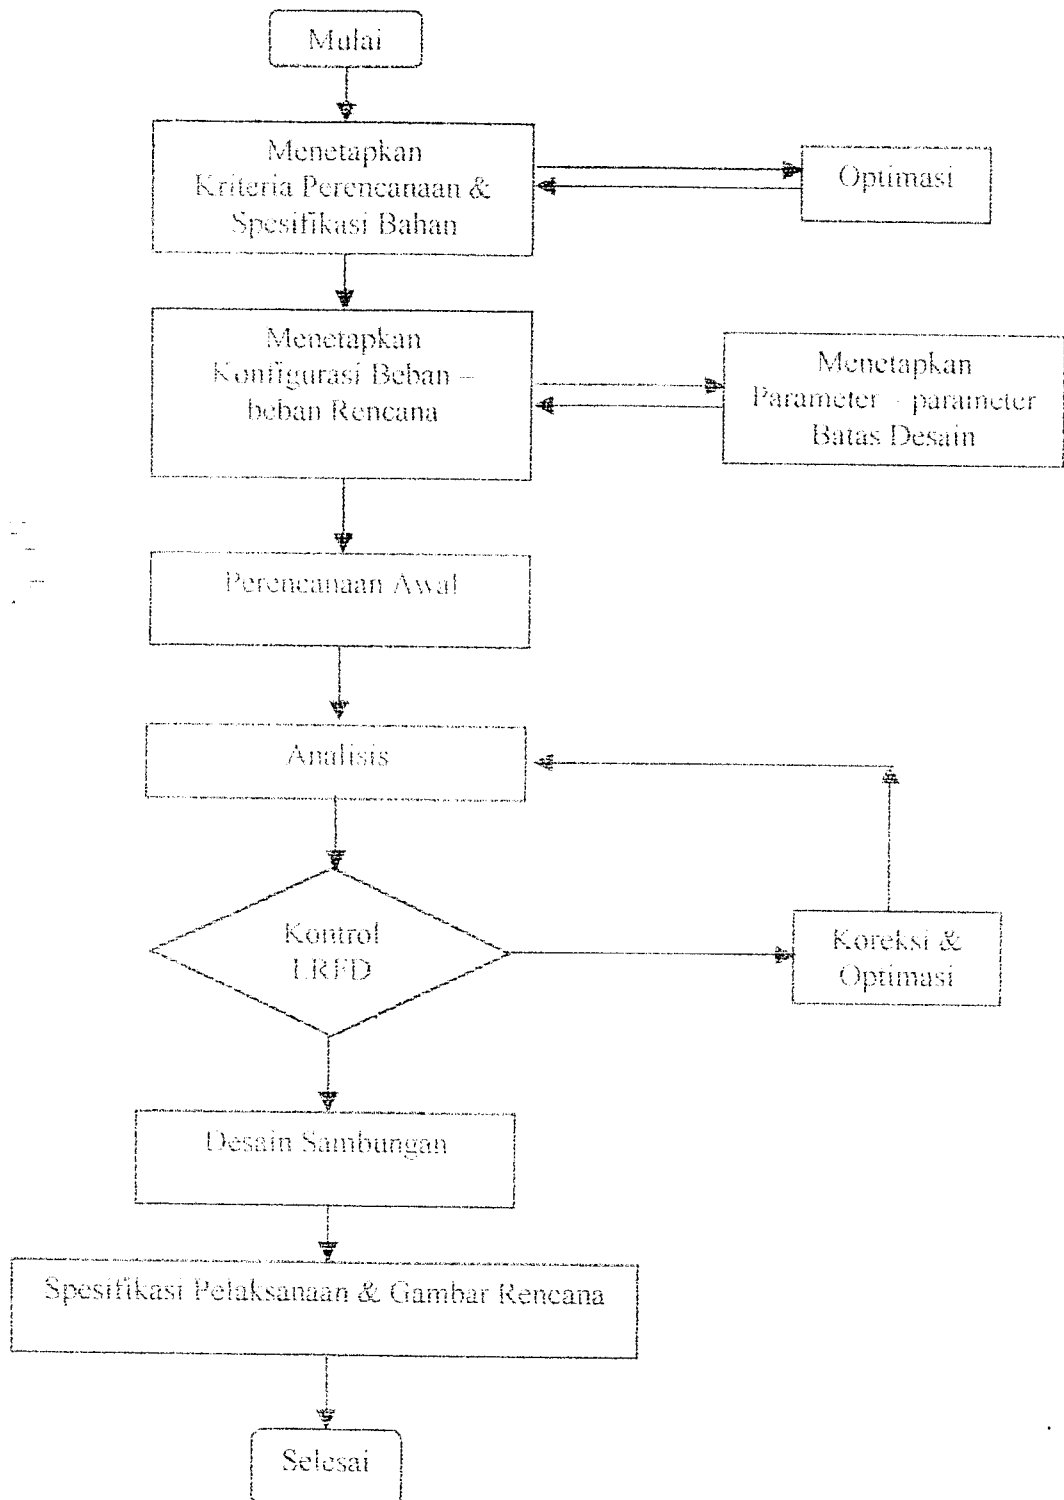 Mulai
Menetapkan
Kriteria Perencanaan &
Spesifikasi Bahan
Optimasi
Menetapkan
Konfigurasi Beban –
beban Rencana
Menetapkan
Parameter – parameter
Batas Desain
Perencanaan Awal
Analisis
Kontrol
LRFD
Koreksi &
Optimasi
Desain Sambungan
Spesifikasi Pelaksanaan & Gambar Rencana
Selesai